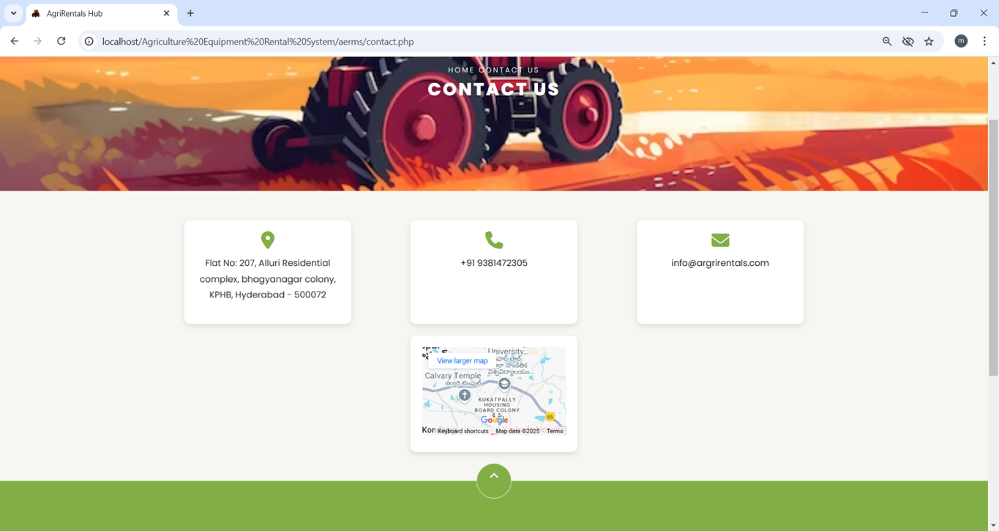 AgriRentals Hub
localhost/Agriculture%20Equipment%20Rental%20System/aerms/contact.php
m
HOME CONTACT US
CONTACT US
Flat No: 207, Alluri Residential
complex, bhagyanagar colony,
KPHB, Hyderabad - 500072
+91 9381472305
info@argrirentals.com
University...
View larger map
Calvary Temple
కల్వరి టెంపుల్
KUKATPALLY
HOUSING
BOARD COLONY
65
Google
Kon
Keyboard shortcuts
Map data ©2025
Terms